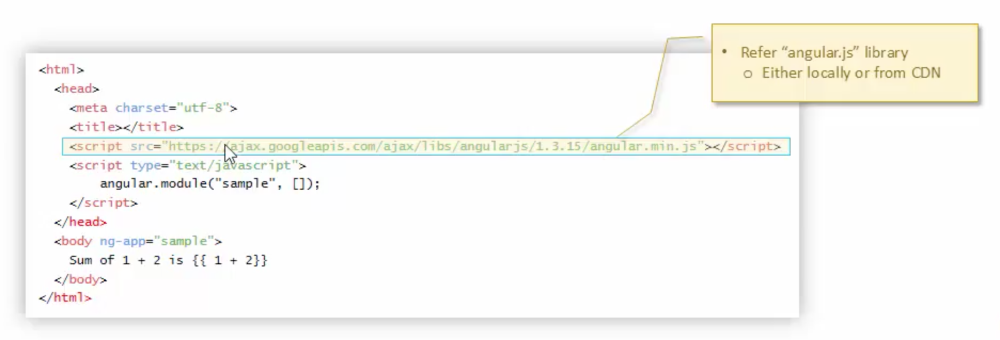 • Refer “angular.js” library
o Either locally or from CDN
<html>
<head>
<meta charset="utf-8">
<title></title>
<script src="https://ajax.googleapis.com/ajax/libs/angularjs/1.3.15/angular.min.js"></script>
<script type="text/javascript">
angular.module("sample", []);
</script>
</head>
<body ng-app="sample">
Sum of 1 + 2 is {{ 1 + 2}}
</body>
</html>